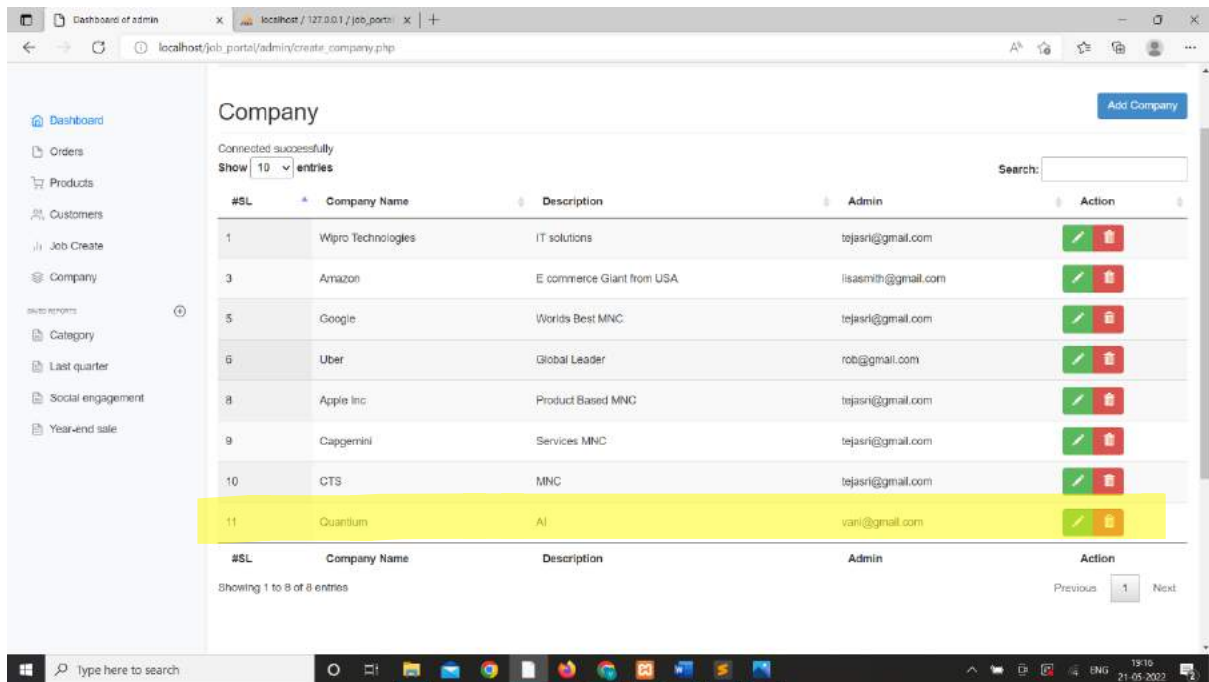 Dashboard of admin
localhost / 127.0.0.1 / job_porta
localhost/job_portal/admin/create_company.php
Dashboard
Orders
Products
Customers
Job Create
Company
SAVED REPORTS
Category
Last quarter
Social engagement
Year-end sale
Company
Add Company
Connected successfully
Show 10 entries
Search:
#SL Company Name Description Admin Action
1 Wipro Technologies IT solutions tejasri@gmail.com
3 Amazon E commerce Giant from USA lisasmith@gmail.com
5 Google Worlds Best MNC tejasri@gmail.com
6 Uber Global Leader rob@gmail.com
8 Apple Inc Product Based MNC tejasri@gmail.com
9 Capgemini Services MNC tejasri@gmail.com
10 CTS MNC tejasri@gmail.com
11 Quantium AI vani@gmail.com
#SL Company Name Description Admin Action
Showing 1 to 8 of 8 entries
Previous 1 Next
Type here to search
ENG
19:16
21-05-2022